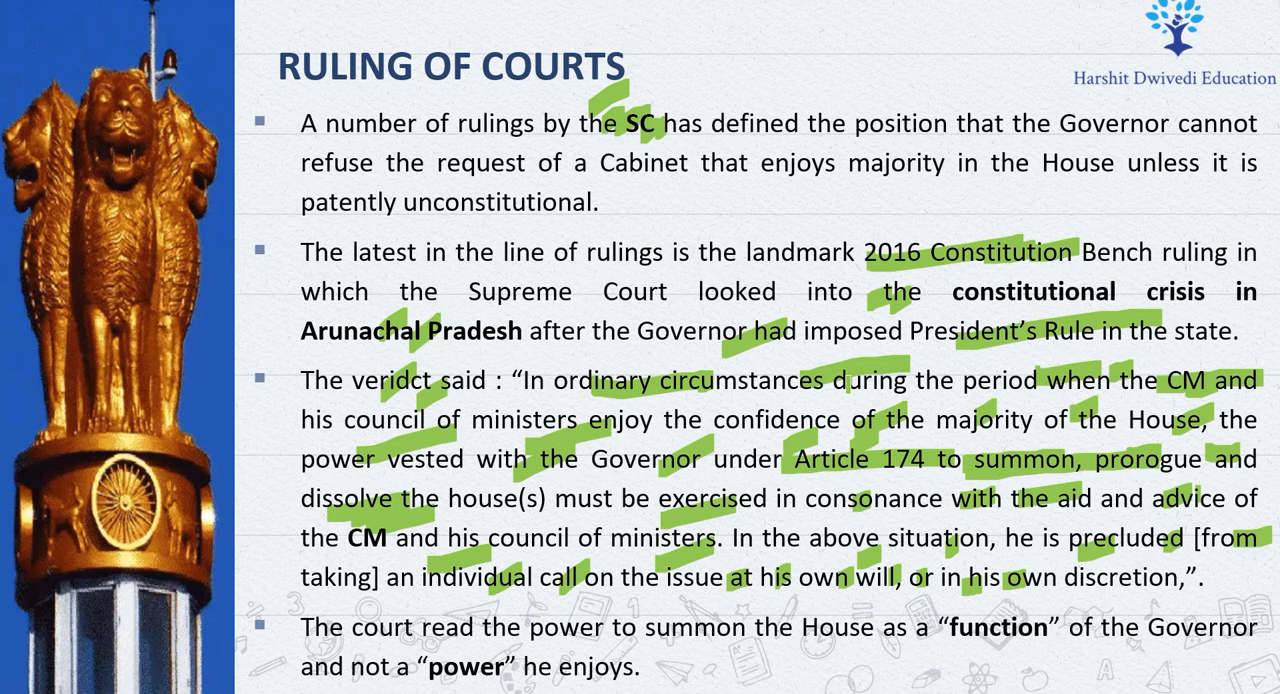 RULING OF COURTS
Harshit Dwivedi Education
A number of rulings by the SC has defined the position that the Governor cannot
refuse the request of a Cabinet that enjoys majority in the House unless it is
patently unconstitutional.
The latest in the line of rulings is the landmark 2016 Constitution Bench ruling in
which the Supreme Court looked into the constitutional crisis in
Arunachal Pradesh after the Governor had imposed President’s Rule in the state.
The veridct said : “In ordinary circumstances during the period when the CM and
his council of ministers enjoy the confidence of the majority of the House, the
power vested with the Governor under Article 174 to summon, prorogue and
dissolve the house(s) must be exercised in consonance with the aid and advice of
the CM and his council of ministers. In the above situation, he is precluded [from
taking] an individual call on the issue at his own will, or in his own discretion,”.
The court read the power to summon the House as a “function” of the Governor
and not a “power” he enjoys.